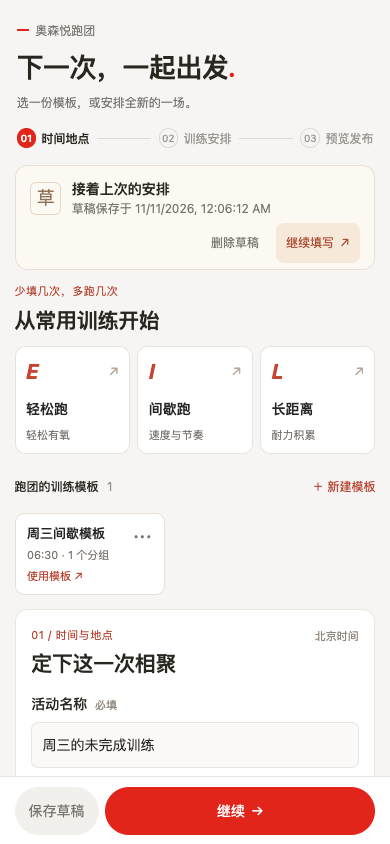 奥森悦跑团
下一次，一起出发.
选一份模板，或安排全新的一场。
01 时间地点 02 训练安排 03 预览发布
草
接着上次的安排
草稿保存于 11/11/2026, 12:06:12 AM
删除草稿 继续填写 ↗
少填几次，多跑几次
从常用训练开始
E ↗ I ↗ L ↗
轻松跑 间歇跑 长距离
轻松有氧 速度与节奏 耐力积累
跑团的训练模板 1 + 新建模板
周三间歇模板 ...
06:30 · 1 个分组
使用模板 ↗
01 / 时间与地点 北京时间
定下这一次相聚
活动名称 必填
周三的未完成训练
保存草稿 继续 →